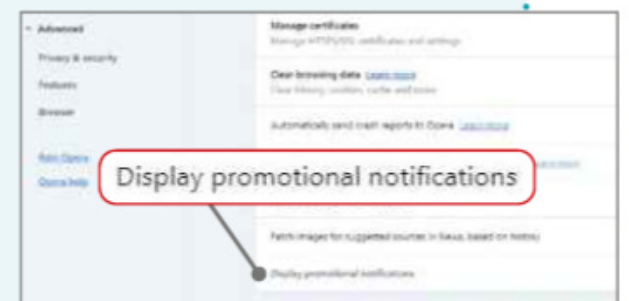 Advanced
Privacy & security
Features
Browser
Rate Opera
Opera help
Manage certificates
Manage HTTPS/SSL certificates and settings
Clear browsing data Learn more
Clear history, cookies, cache and more
Automatically send crash reports to Opera Learn more
Learn more
Display promotional notifications
Fetch images for suggested sources in News, based on history
Display promotional notifications